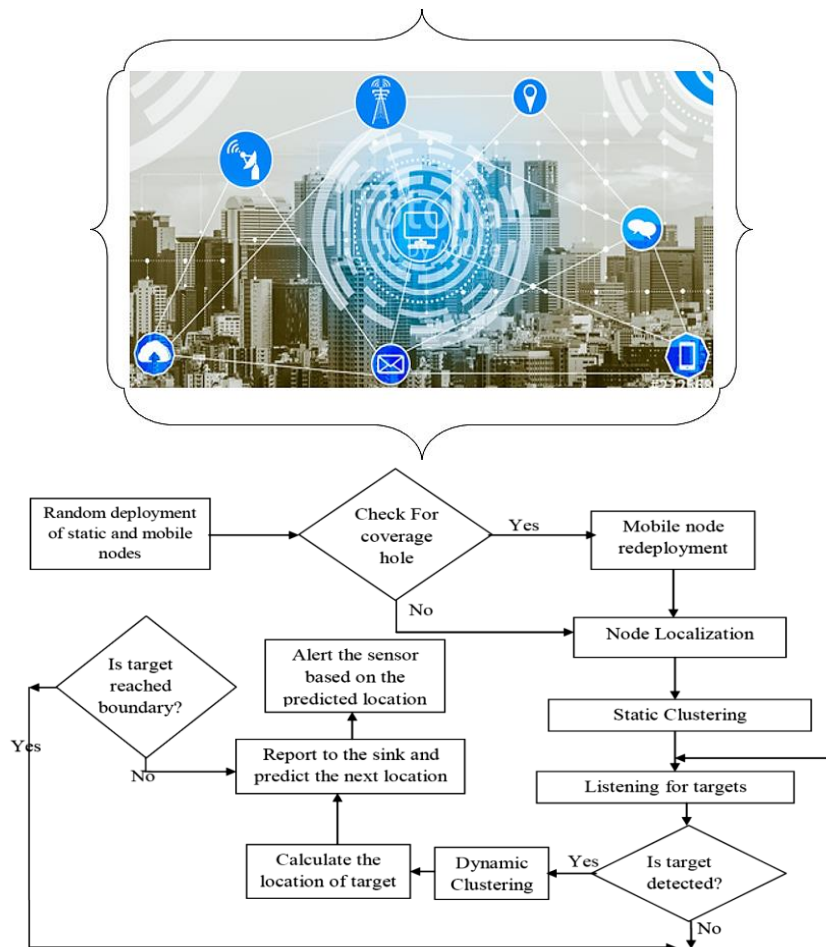 fotolia
Random deployment
of static and mobile
nodes
Check For
coverage
hole
Yes
Mobile node
redeployment
No
Node Localization
Is target
reached
boundary?
Alert the sensor
based on the
predicted location
Static Clustering
Yes
No
Report to the sink and
predict the next location
Listening for targets
Calculate the
location of target
Dynamic
Clustering
Yes
Is target
detected?
No